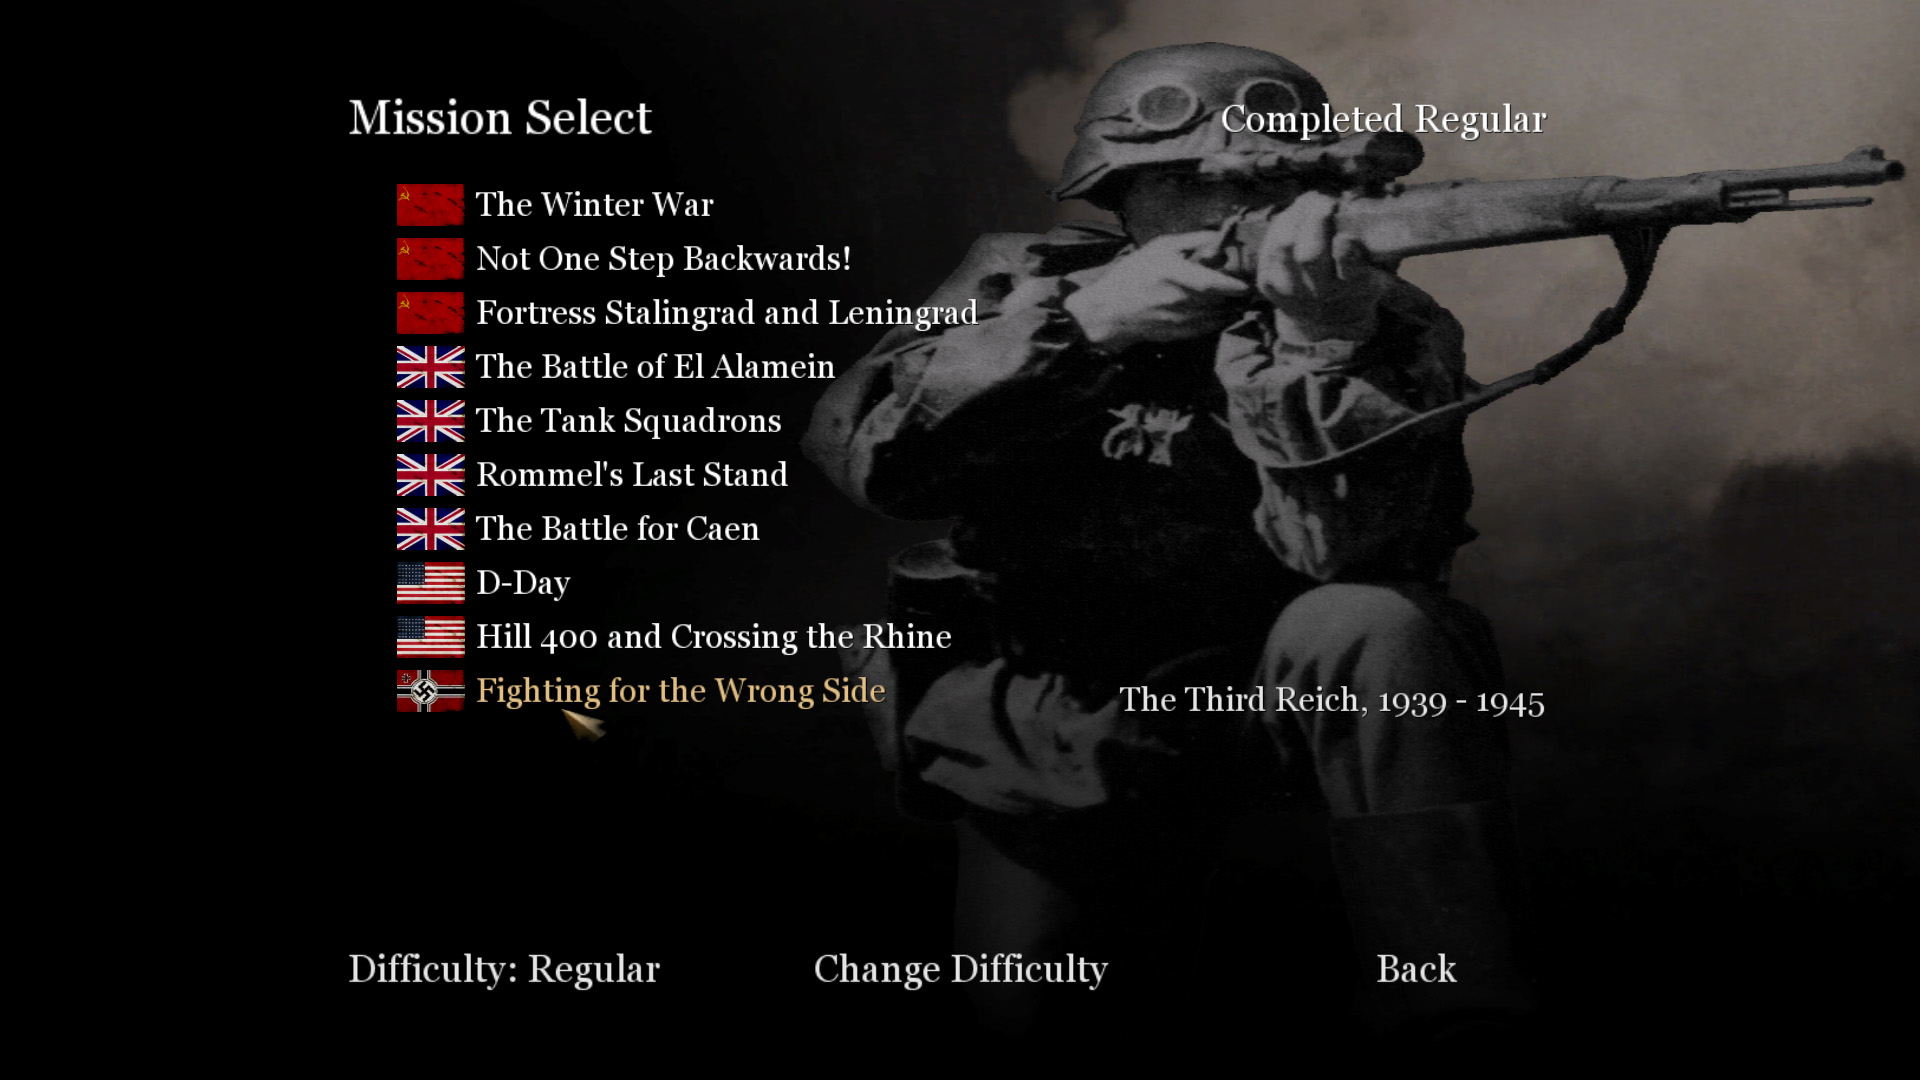 Mission Select
Completed Regular
The Winter War
Not One Step Backwards!
Fortress Stalingrad and Leningrad
The Battle of El Alamein
The Tank Squadrons
Rommel's Last Stand
The Battle for Caen
D-Day
Hill 400 and Crossing the Rhine
Fighting for the Wrong Side
The Third Reich, 1939 - 1945
Difficulty: Regular
Change Difficulty
Back